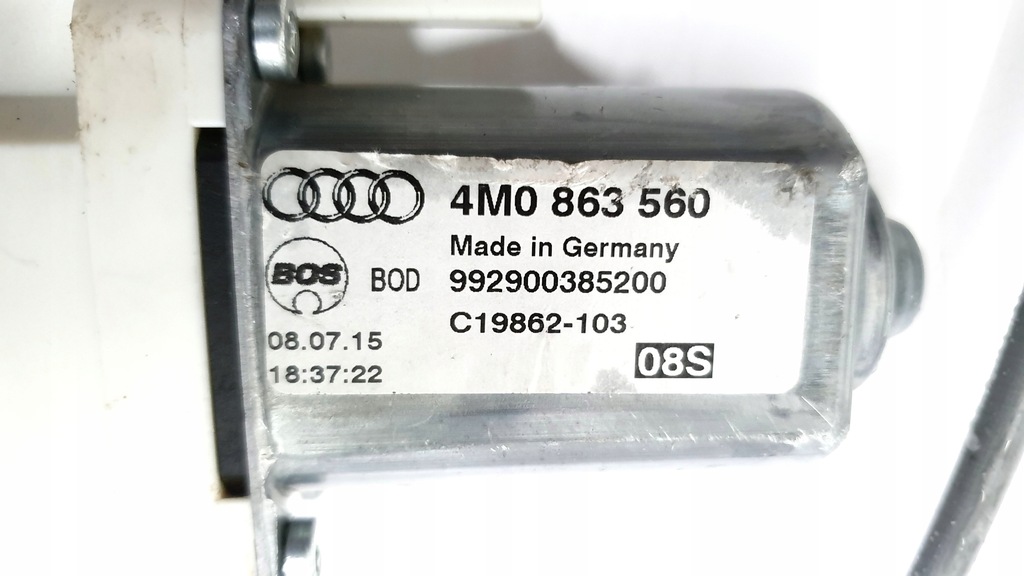 4M0 863 560
Made in Germany
BOS BOD 992900385200
C19862-103
08.07.15
18:37:22
08S